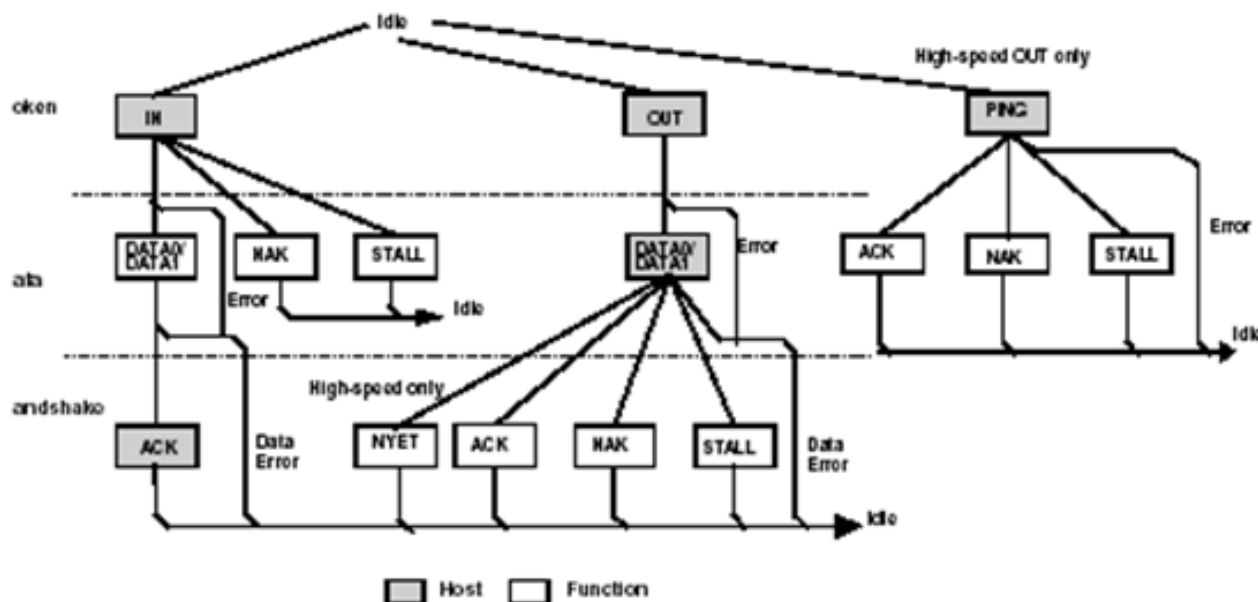 Idle
High-speed OUT only
oken
IN
OUT
PING
DATA0/
DATA1
NAK
STALL
DATA0/
DATA1
Error
ACK
NAK
STALL
Error
ata
Error
Idle
Idle
High-speed only
andshake
ACK
Data
Error
NYET
ACK
NAK
STALL
Data
Error
Idle
Host
Function